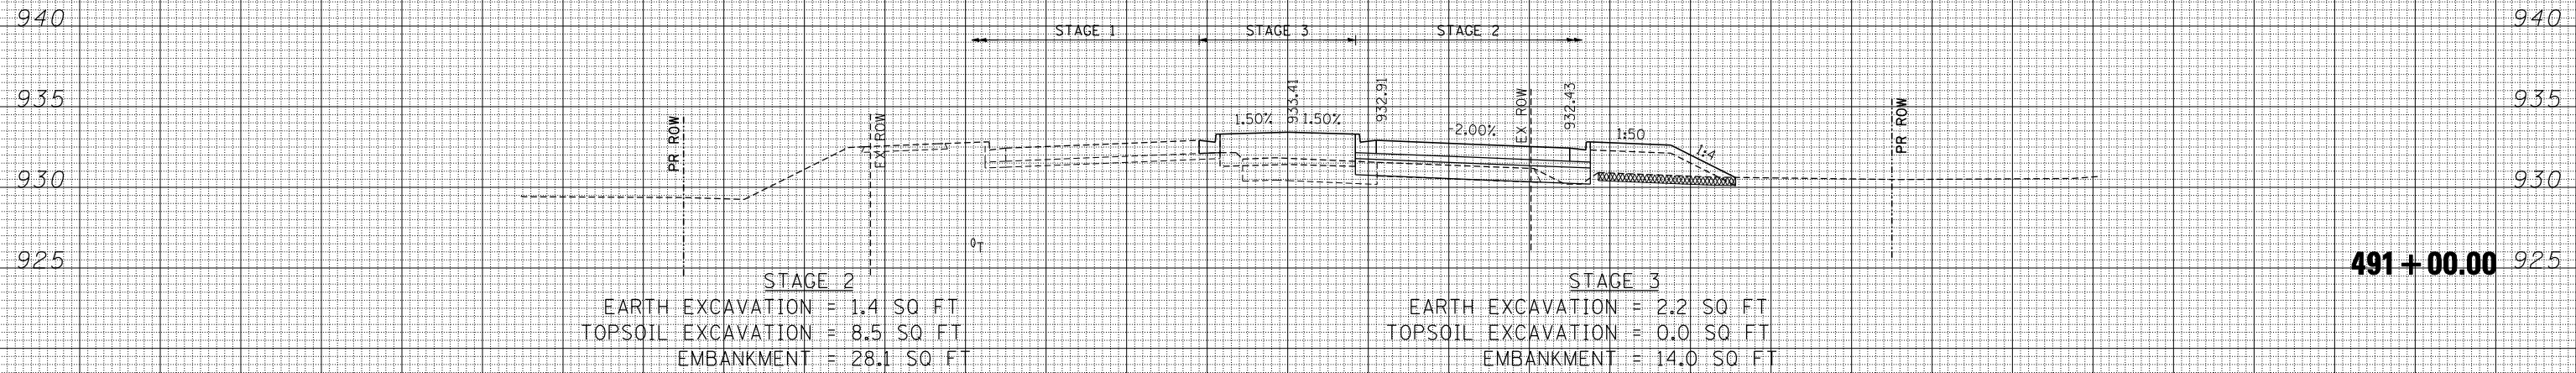 940
940
STAGE 1
STAGE 3
STAGE 2
935
935
933.41
932.91
932.43
PR ROW
EX ROW
EX ROW
PR ROW
1.50%
1.50%
-2.00%
1:50
1:4
930
930
0T
925
491+00.00
925
STAGE 2
EARTH EXCAVATION = 1.4 SQ FT
TOPSOIL EXCAVATION = 8.5 SQ FT
EMBANKMENT = 28.1 SQ FT
STAGE 3
EARTH EXCAVATION = 2.2 SQ FT
TOPSOIL EXCAVATION = 0.0 SQ FT
EMBANKMENT = 14.0 SQ FT